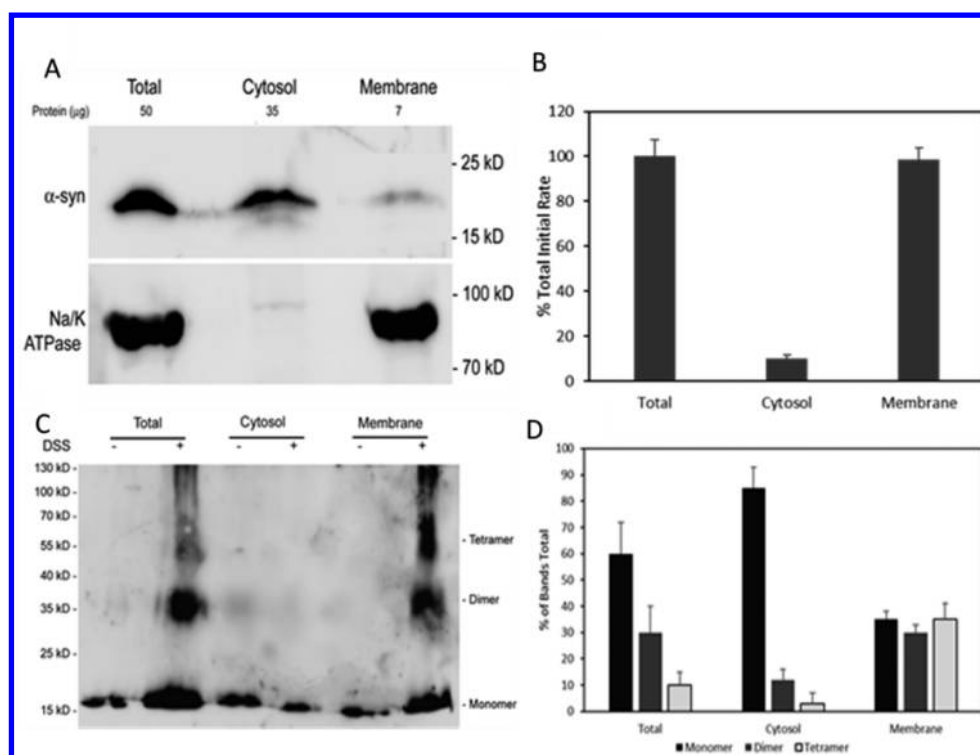 A
Total Cytosol Membrane
Protein (µg) 50 35 7
- 25 kD
α-syn
- 15 kD
- 100 kD
Na/K
ATPase
- 70 kD
B
% Total Initial Rate
120
100
80
60
40
20
0
Total Cytosol Membrane
C
Total Cytosol Membrane
DSS - + - + - +
130 kD -
100 kD -
70 kD -
55 kD -
40 kD -
35 kD -
25 kD -
15 kD -
- Tetramer
- Dimer
- Monomer
D
% of Bands Total
100
90
80
70
60
50
40
30
20
10
0
Total Cytosol Membrane
Monomer Dimer Tetramer